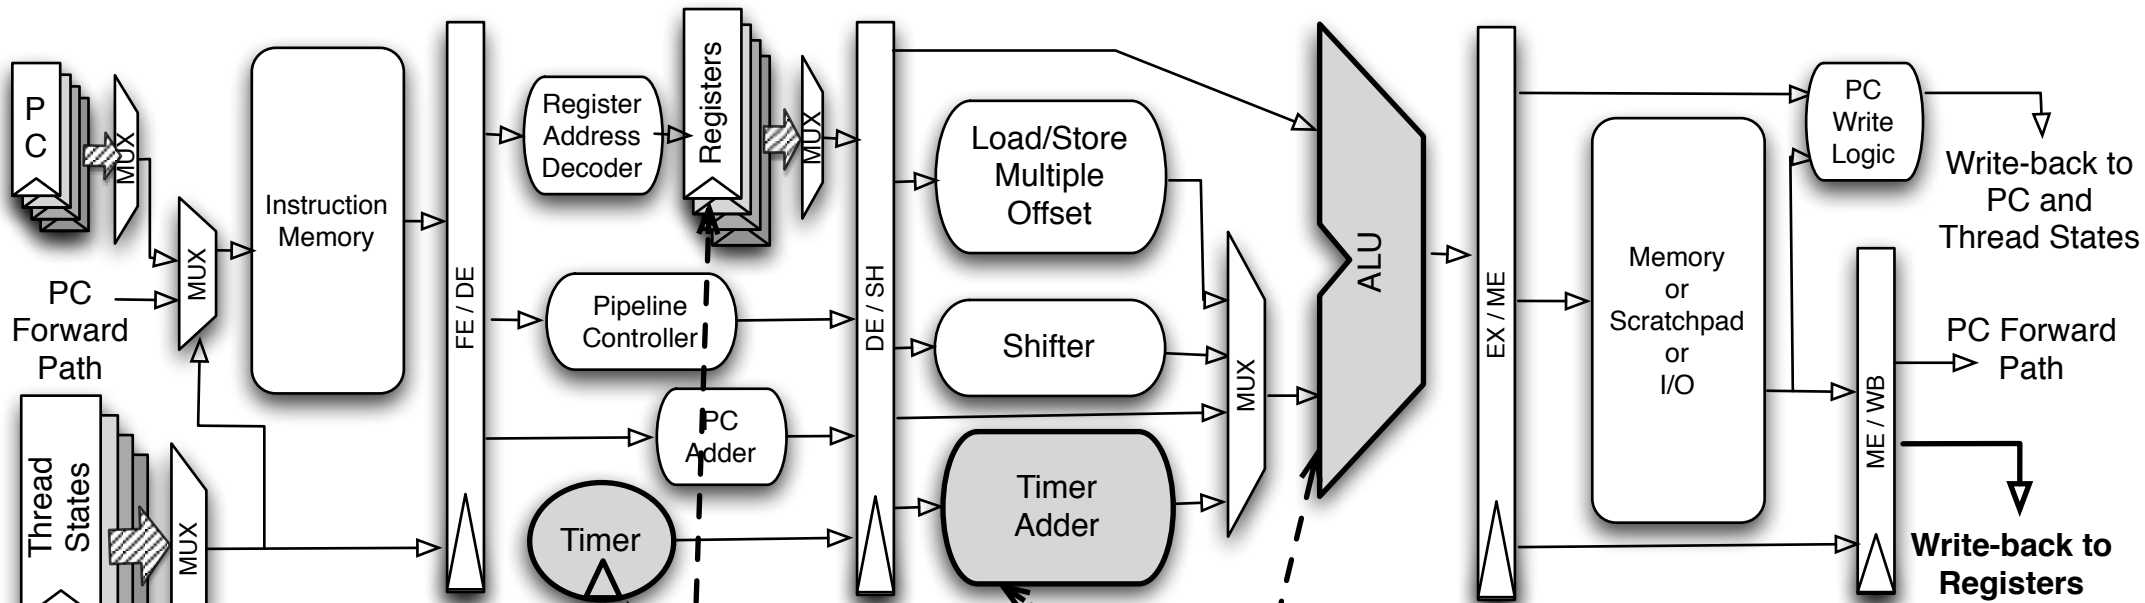 P
C
MUX
PC
Forward
Path
MUX
Thread
States
MUX
Instruction
Memory
FE / DE
Register
Address
Decoder
Registers
MUX
Pipeline
Controller
PC
Adder
Timer
DE / SH
Load/Store
Multiple
Offset
Shifter
Timer
Adder
MUX
ALU
EX / ME
Memory
or
Scratchpad
or
I/O
PC
Write
Logic
Write-back to
PC and
Thread States
ME / WB
PC Forward
Path
Write-back to
Registers